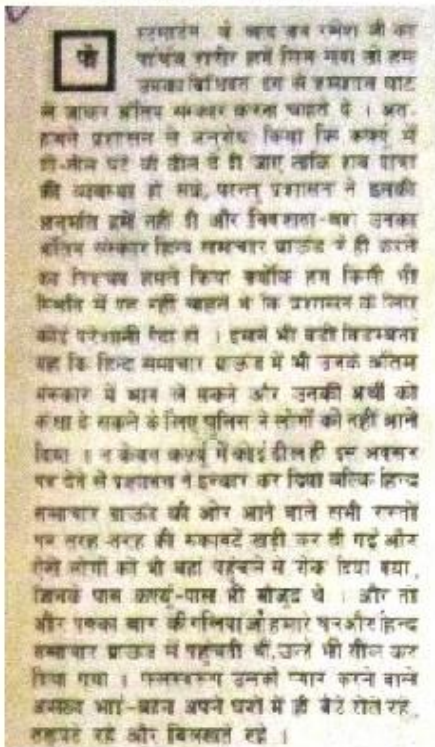 पो
स्टमार्टम के बाद जब रमेश जी का
पार्थिव शरीर हमें मिल गया तो हम
उनका विधिवत ढंग से श्मशान घाट
ले जाकर अंतिम संस्कार करना चाहते थे । अतः
हमने प्रशासन से अनुरोध किया कि कर्फ्यू में
दो-तीन घंटे की ढील दे दी जाए ताकि शव यात्रा
की व्यवस्था हो सके, परन्तु प्रशासन ने इसकी
अनुमति हमें नहीं दी और विवशता-वश उनका
अंतिम संस्कार हिन्द समाचार ग्राऊंड में ही करने
का निश्चय हमने किया क्योंकि हम किसी भी
स्थिति में यह नहीं चाहते थे कि प्रशासन के लिए
कोई परेशानी पैदा हो । इससे भी बड़ी विडम्बना
यह कि हिन्द समाचार ग्राऊंड में भी उनके अंतिम
संस्कार में भाग ले सकने और उनकी अर्थी को
कंधा दे सकने के लिए पुलिस ने लोगों को नहीं आने
दिया । न केवल कर्फ्यू में कोई ढील ही इस अवसर
पर देने से प्रशासन ने इन्कार कर दिया बल्कि हिन्द
समाचार ग्राऊंड की ओर आने वाले सभी रास्तों
पर तरह-तरह की रुकावटें खड़ी कर दी गईं और
ऐसे लोगों को भी वहां पहुंचने से रोक दिया गया,
जिनके पास कर्फ्यू-पास भी मौजूद थे । और तो
और पक्का बाग की गलियां जो हमारे घर और हिन्द
समाचार ग्राऊंड में पहुंचती थीं, उन्हें भी सील कर
दिया गया । फलस्वरूप उनको प्यार करने वाले
असंख्य भाई-बहन अपने घरों में ही बैठे रोते रहे,
तड़पते रहे और बिलखते रहे ।